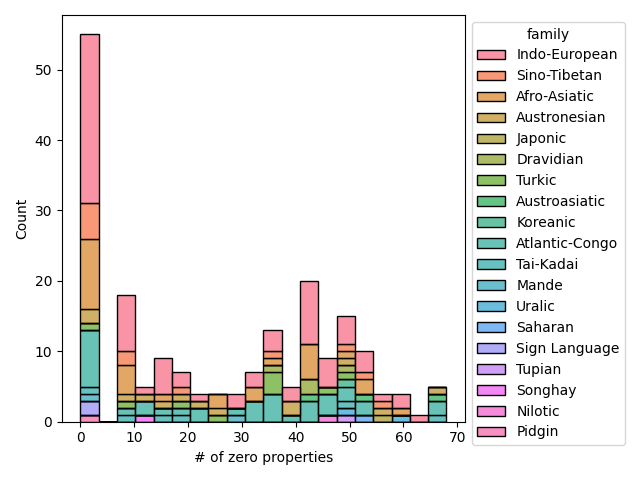 family
Indo-European
Sino-Tibetan
Afro-Asiatic
Austronesian
Japonic
Dravidian
Turkic
Austroasiatic
Koreanic
Atlantic-Congo
Tai-Kadai
Mande
Uralic
Saharan
Sign Language
Tupian
Songhay
Nilotic
Pidgin
Count
50
40
30
20
10
0
0 10 20 30 40 50 60 70
# of zero properties